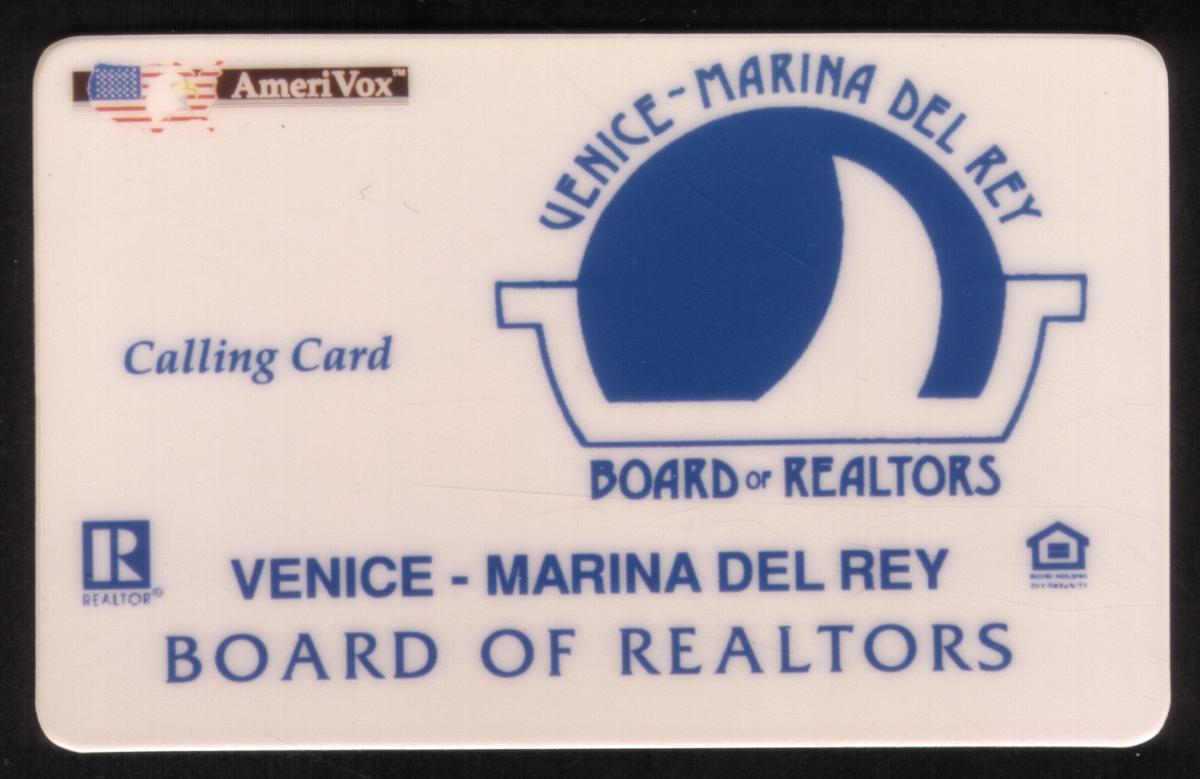 AmeriVox™
VENICE ~ MARINA DEL REY
Calling Card
BOARD OF REALTORS
REALTOR®
VENICE - MARINA DEL REY
BOARD OF REALTORS